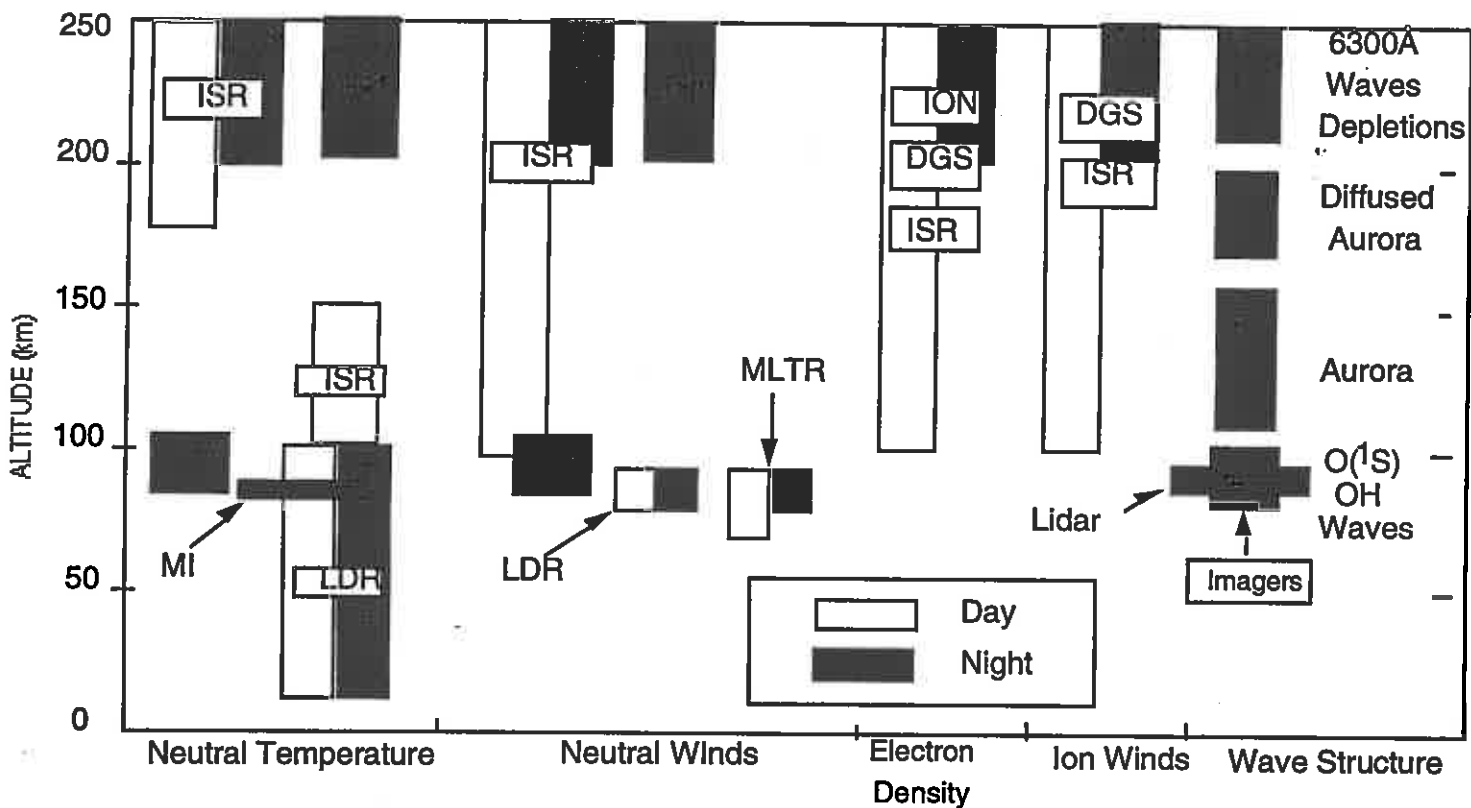 250
200
150
100
50
0
ALTITUDE (km)
ISR
ISR
LDR
MI
ISR
MLTR
LDR
ION
DGS
ISR
DGS
ISR
Lidar
Imagers
6300Å
Waves
Depletions
Diffused
Aurora
Aurora
O(¹S)
OH
Waves
Day
Night
Neutral Temperature
Neutral WInds
Electron
Density
Ion Winds
Wave Structure